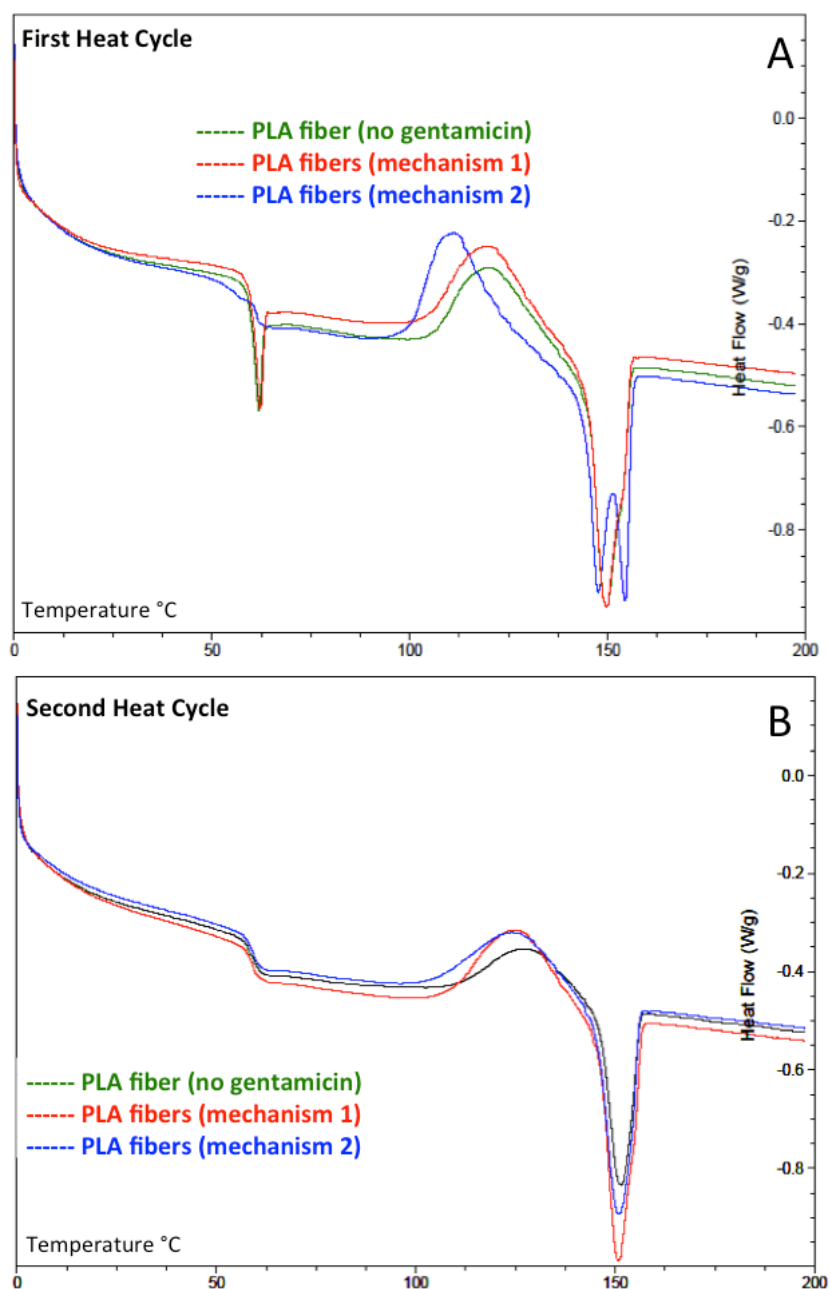 First Heat Cycle
A
------ PLA fiber (no gentamicin)
------ PLA fibers (mechanism 1)
------ PLA fibers (mechanism 2)
0.0
-0.2
-0.4
-0.6
-0.8
Heat Flow (W/g)
Temperature °C
0 50 100 150 200
Second Heat Cycle
B
0.0
-0.2
-0.4
-0.6
-0.8
Heat Flow (W/g)
------ PLA fiber (no gentamicin)
------ PLA fibers (mechanism 1)
------ PLA fibers (mechanism 2)
Temperature °C
0 50 100 150 200